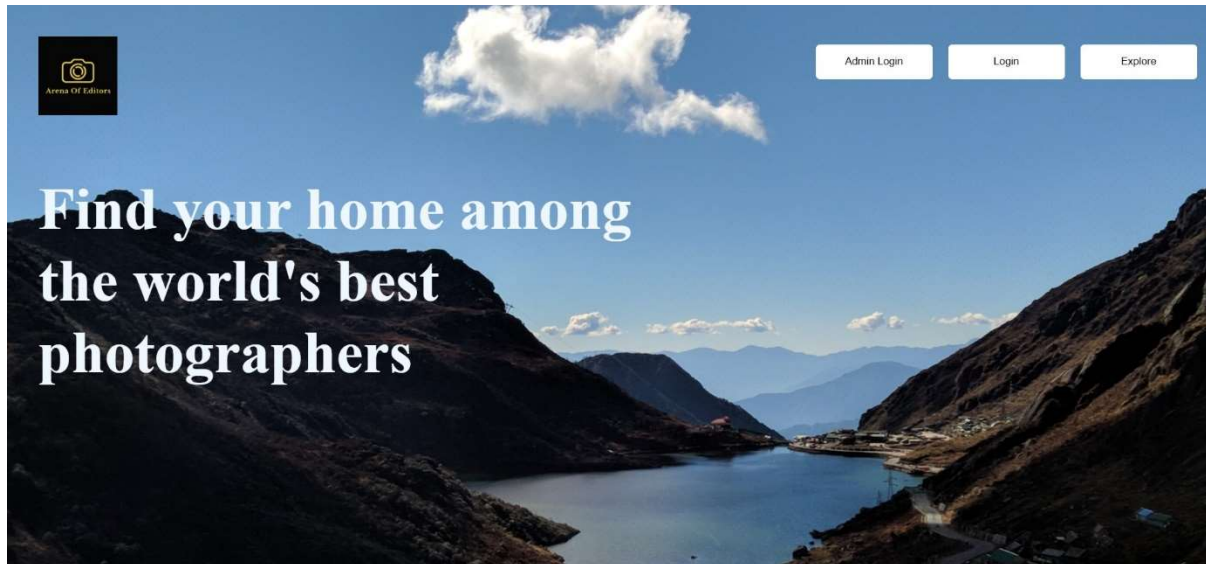 Arena Of Editors
Admin Login
Login
Explore
Find your home among
the world's best
photographers